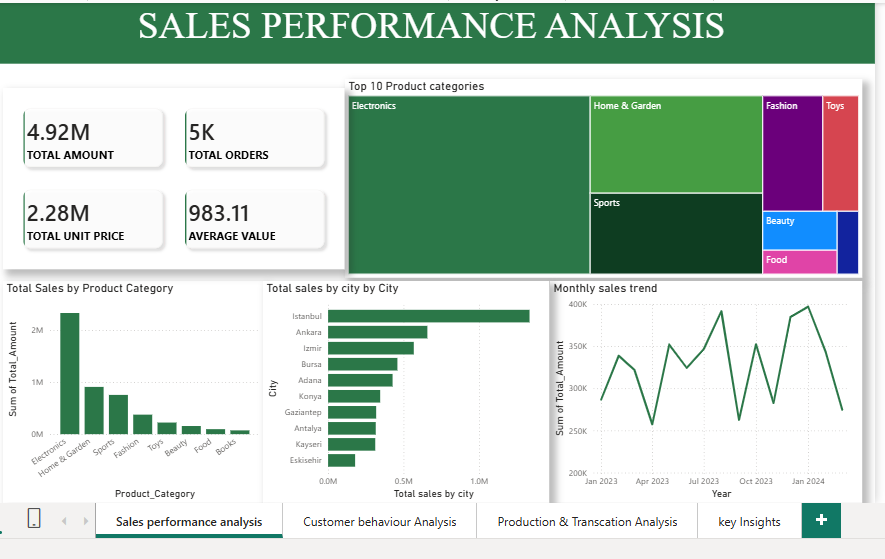 SALES PERFORMANCE ANALYSIS
4.92M
TOTAL AMOUNT
5K
TOTAL ORDERS
2.28M
TOTAL UNIT PRICE
983.11
AVERAGE VALUE
Top 10 Product categories
Electronics
Home & Garden
Sports
Fashion
Toys
Beauty
Food
Total Sales by Product Category
Sum of Total_Amount
2M
1M
0M
Electronics
Home & Garden
Sports
Fashion
Toys
Beauty
Food
Books
Product_Category
Total sales by city by City
City
Istanbul
Ankara
Izmir
Bursa
Adana
Konya
Gaziantep
Antalya
Kayseri
Eskisehir
0.0M
0.5M
1.0M
Total sales by city
Monthly sales trend
Sum of Total_Amount
400K
350K
300K
250K
200K
Jan 2023
Apr 2023
Jul 2023
Oct 2023
Jan 2024
Year
Sales performance analysis
Customer behaviour Analysis
Production & Transcation Analysis
key Insights
+